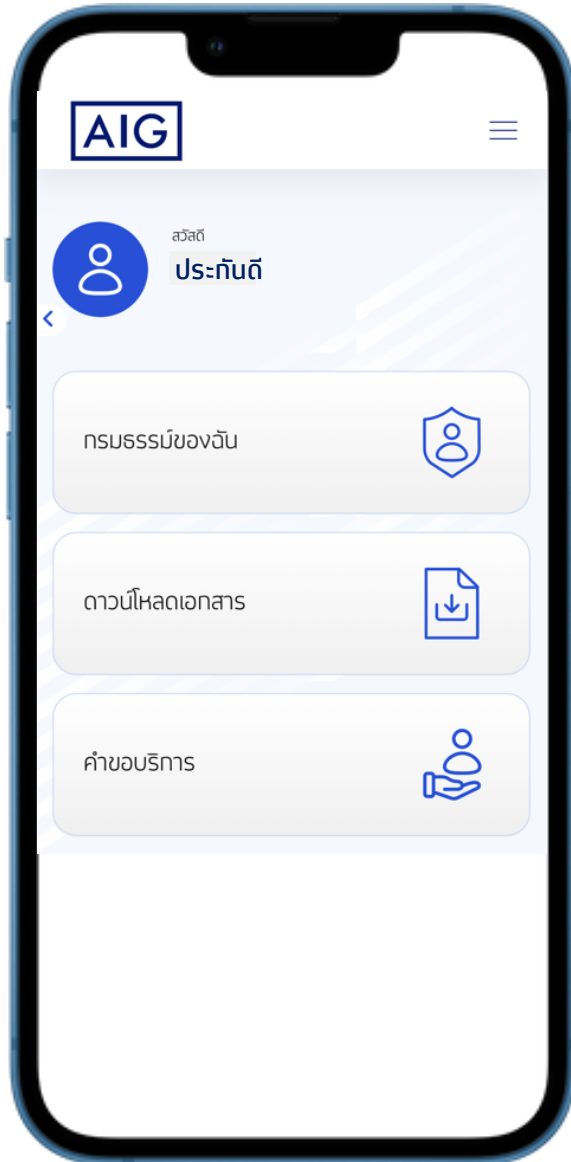 AIG
สวัสดี
ประกันดี
กรมธรรม์ของฉัน
ดาวน์โหลดเอกสาร
คำขอบริการ